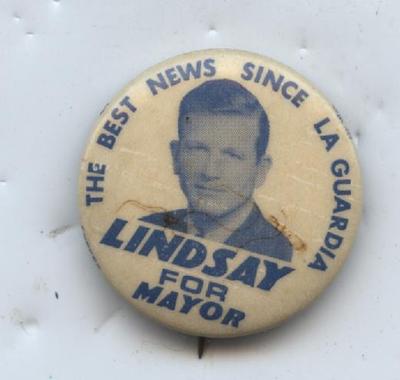 THE BEST NEWS SINCE LA GUARDIA
LINDSAY
FOR
MAYOR